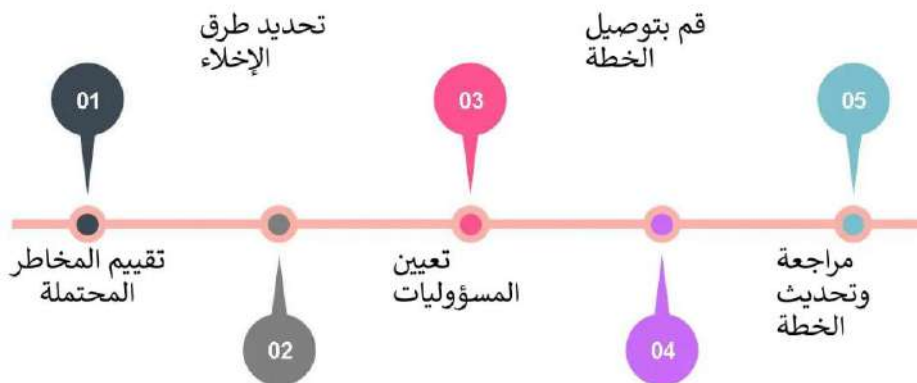 01
تقييم المخاطر
المحتملة
تحديد طرق
الإخلاء
02
03
تعيين
المسؤوليات
قم بتوصيل
الخطة
04
05
مراجعة
وتحديث
الخطة